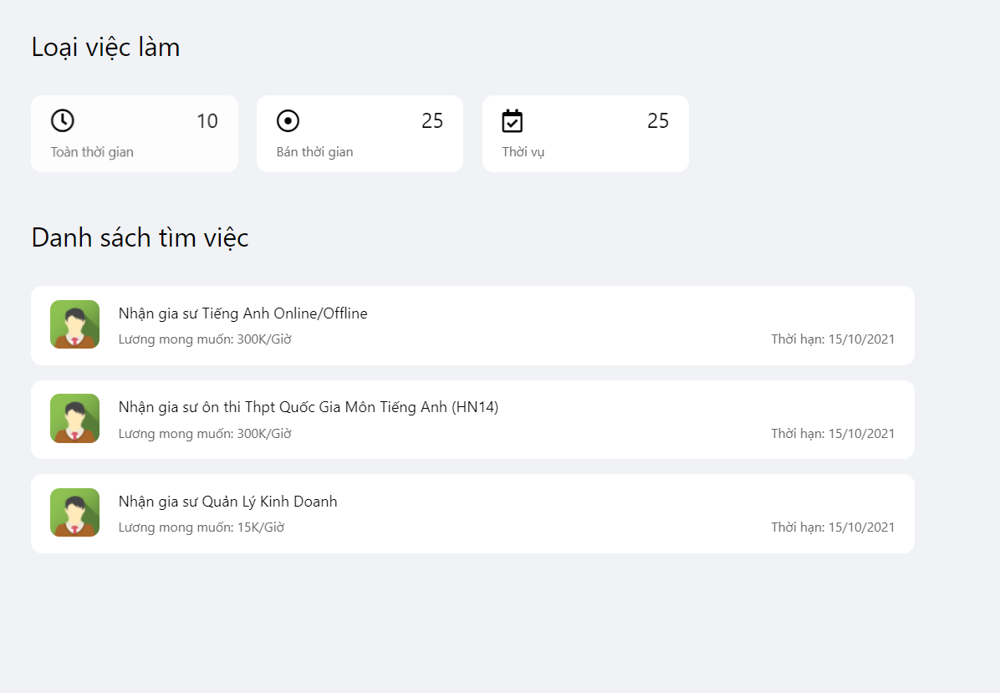 Loại việc làm
10
Toàn thời gian
25
Bán thời gian
25
Thời vụ
Danh sách tìm việc
Nhận gia sư Tiếng Anh Online/Offline
Lương mong muốn: 300K/Giờ
Thời hạn: 15/10/2021
Nhận gia sư ôn thi Thpt Quốc Gia Môn Tiếng Anh (HN14)
Lương mong muốn: 300K/Giờ
Thời hạn: 15/10/2021
Nhận gia sư Quản Lý Kinh Doanh
Lương mong muốn: 15K/Giờ
Thời hạn: 15/10/2021